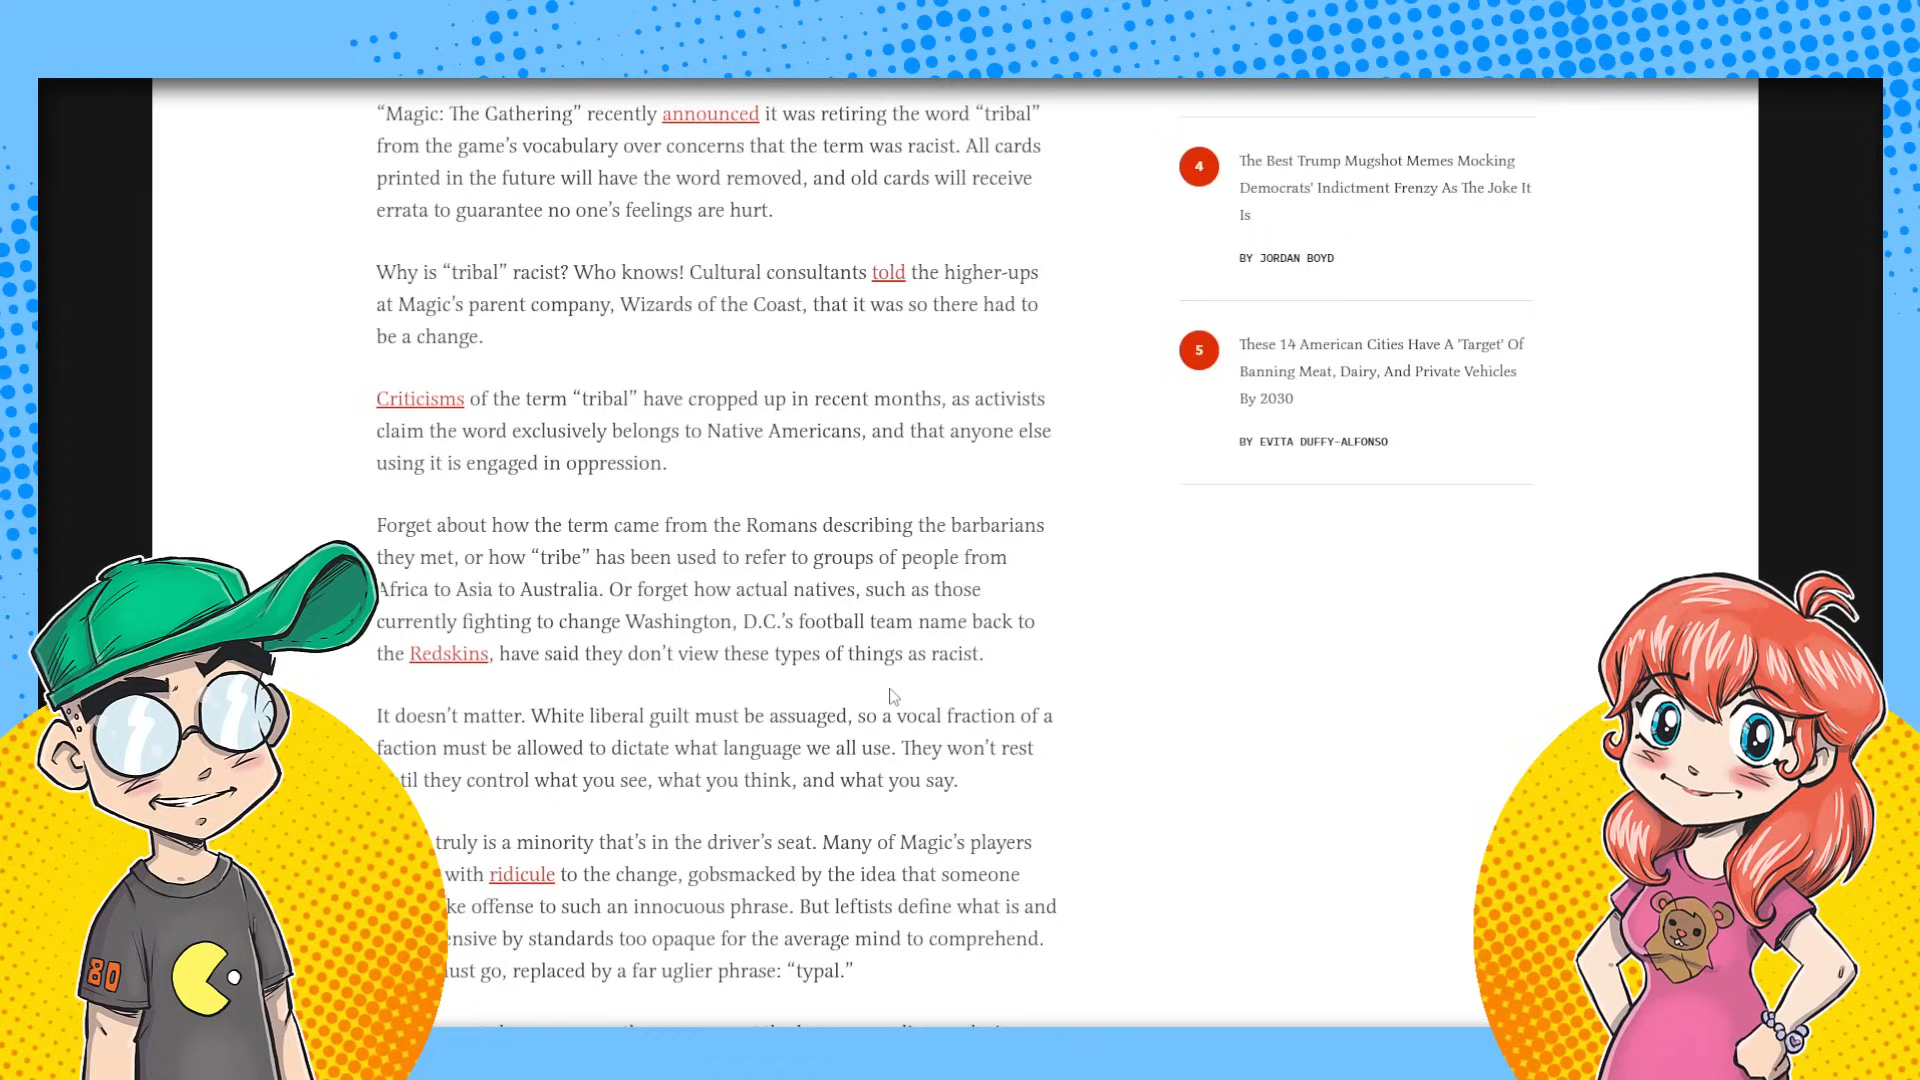 “Magic: The Gathering” recently announced it was retiring the word “tribal”
from the game’s vocabulary over concerns that the term was racist. All cards
printed in the future will have the word removed, and old cards will receive
errata to guarantee no one’s feelings are hurt.
Why is “tribal” racist? Who knows! Cultural consultants told the higher-ups
at Magic’s parent company, Wizards of the Coast, that it was so there had to
be a change.
Criticisms of the term “tribal” have cropped up in recent months, as activists
claim the word exclusively belongs to Native Americans, and that anyone else
using it is engaged in oppression.
Forget about how the term came from the Romans describing the barbarians
they met, or how “tribe” has been used to refer to groups of people from
Africa to Asia to Australia. Or forget how actual natives, such as those
currently fighting to change Washington, D.C.’s football team name back to
the Redskins, have said they don’t view these types of things as racist.
It doesn’t matter. White liberal guilt must be assuaged, so a vocal fraction of a
faction must be allowed to dictate what language we all use. They won’t rest
they control what you see, what you think, and what you say.
truly is a minority that’s in the driver’s seat. Many of Magic’s players
with ridicule to the change, gobsmacked by the idea that someone
offense to such an innocuous phrase. But leftists define what is and
by standards too opaque for the average mind to comprehend.
go, replaced by a far uglier phrase: “typal.”
4
The Best Trump Mugshot Memes Mocking
Democrats' Indictment Frenzy As The Joke It
Is
BY JORDAN BOYD
5
These 14 American Cities Have A 'Target' Of
Banning Meat, Dairy, And Private Vehicles
By 2030
BY EVITA DUFFY-ALFONSO
80